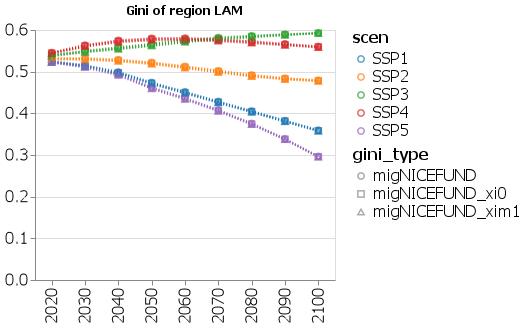 Gini of region LAM
0.6
0.5
0.4
0.3
0.2
0.1
0.0
2020
2030
2040
2050
2060
2070
2080
2090
2100
scen
SSP1
SSP2
SSP3
SSP4
SSP5
gini_type
migNICEFUND
migNICEFUND_xi0
migNICEFUND_xim1